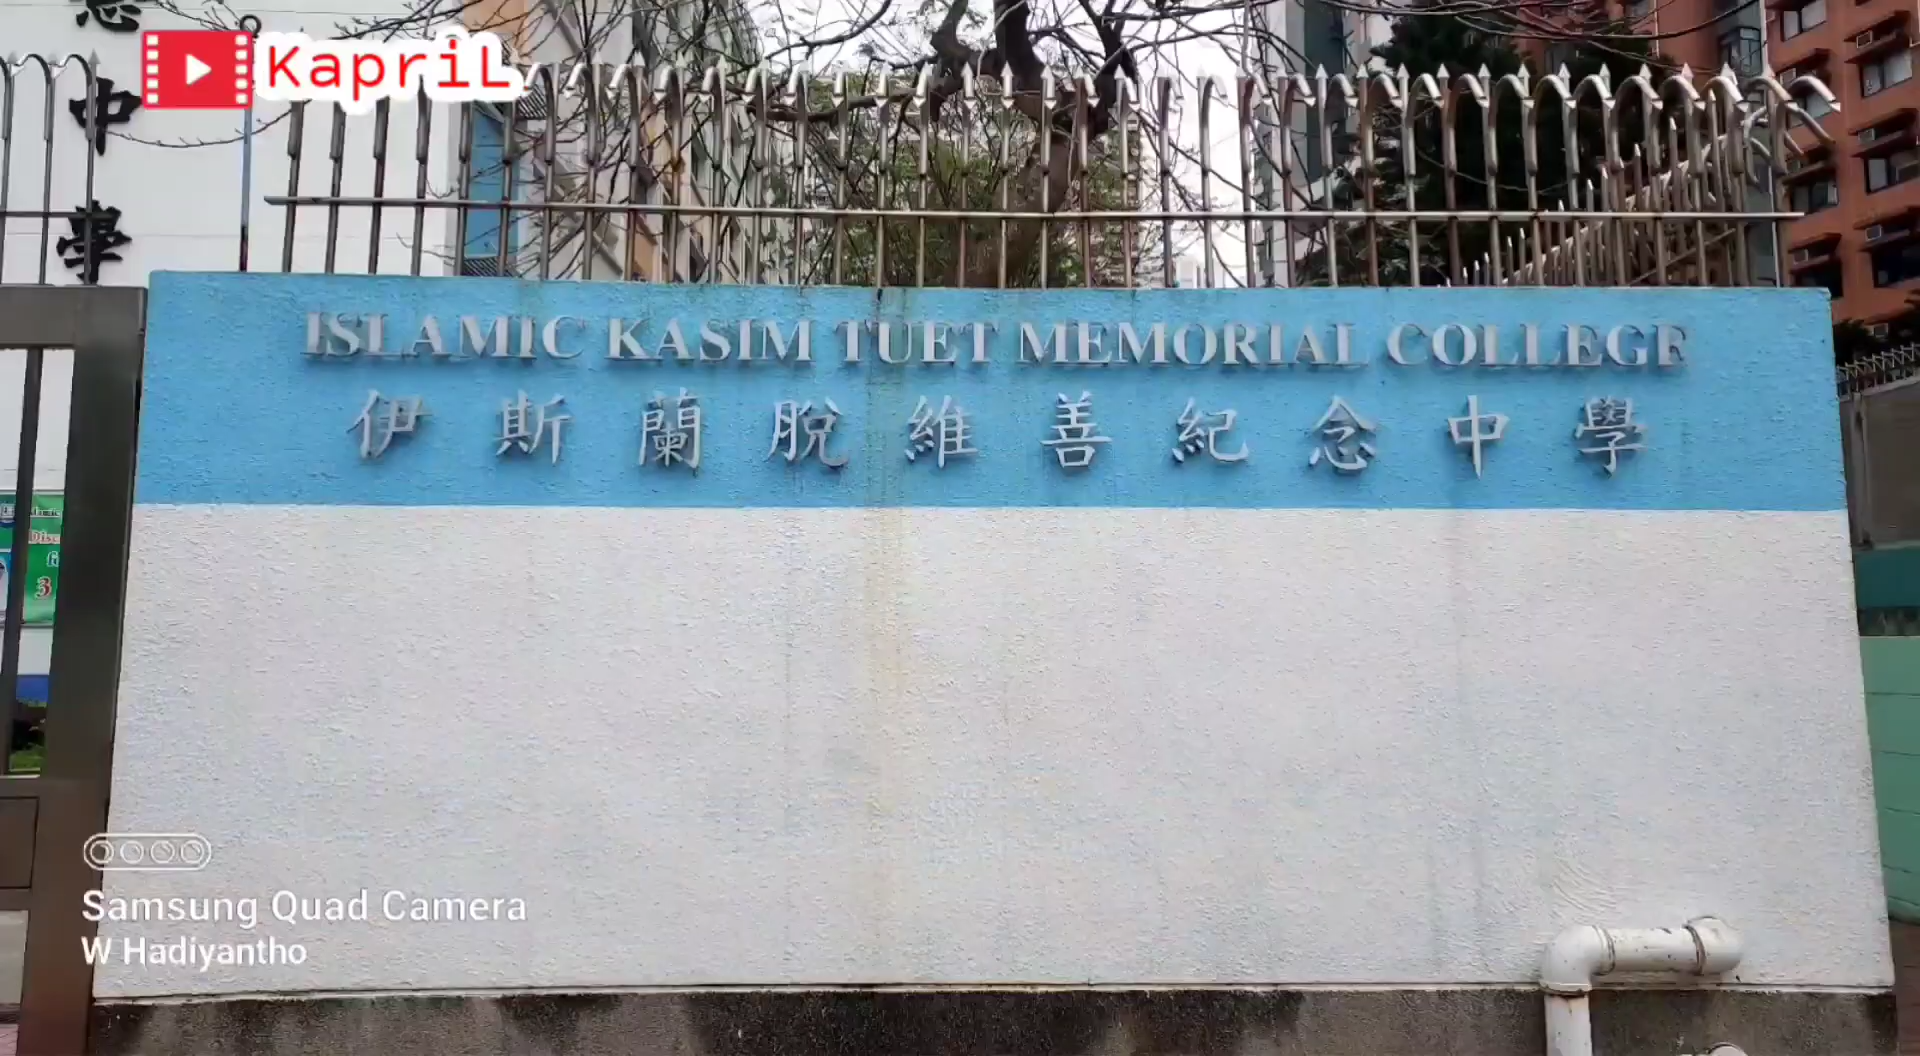 中
學
KapriL
ISLAMIC KASIM TUET MEMORIAL COLLEGE
伊斯蘭脫維善紀念中學
3
Samsung Quad Camera
W Hadiyantho